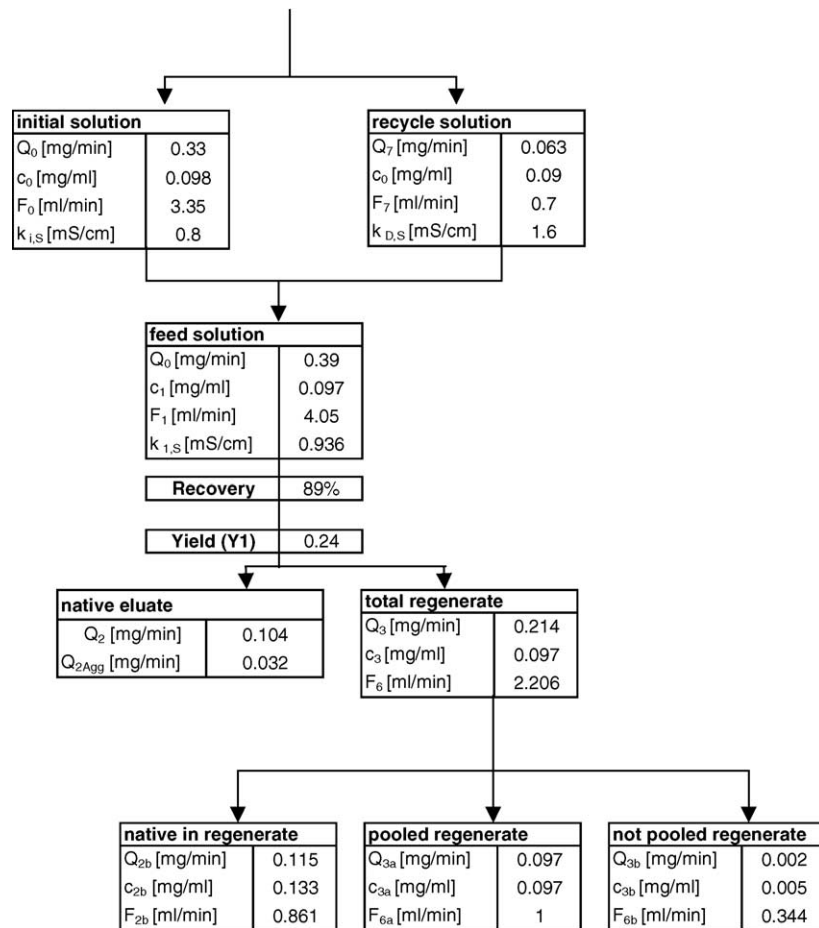 initial solution
Q₀ [mg/min] 0.33
c₀ [mg/ml] 0.098
F₀ [ml/min] 3.35
k i,S [mS/cm] 0.8
recycle solution
Q₇ [mg/min] 0.063
c₀ [mg/ml] 0.09
F₇ [ml/min] 0.7
k D,S [mS/cm] 1.6
feed solution
Q₀ [mg/min] 0.39
c₁ [mg/ml] 0.097
F₁ [ml/min] 4.05
k 1,S [mS/cm] 0.936
Recovery 89%
Yield (Y1) 0.24
native eluate
Q₂ [mg/min] 0.104
Q2Agg [mg/min] 0.032
total regenerate
Q₃ [mg/min] 0.214
c₃ [mg/ml] 0.097
F₆ [ml/min] 2.206
native in regenerate
Q2b [mg/min] 0.115
c2b [mg/ml] 0.133
F2b [ml/min] 0.861
pooled regenerate
Q3a [mg/min] 0.097
c3a [mg/ml] 0.097
F6a [ml/min] 1
not pooled regenerate
Q3b [mg/min] 0.002
c3b [mg/ml] 0.005
F6b [ml/min] 0.344